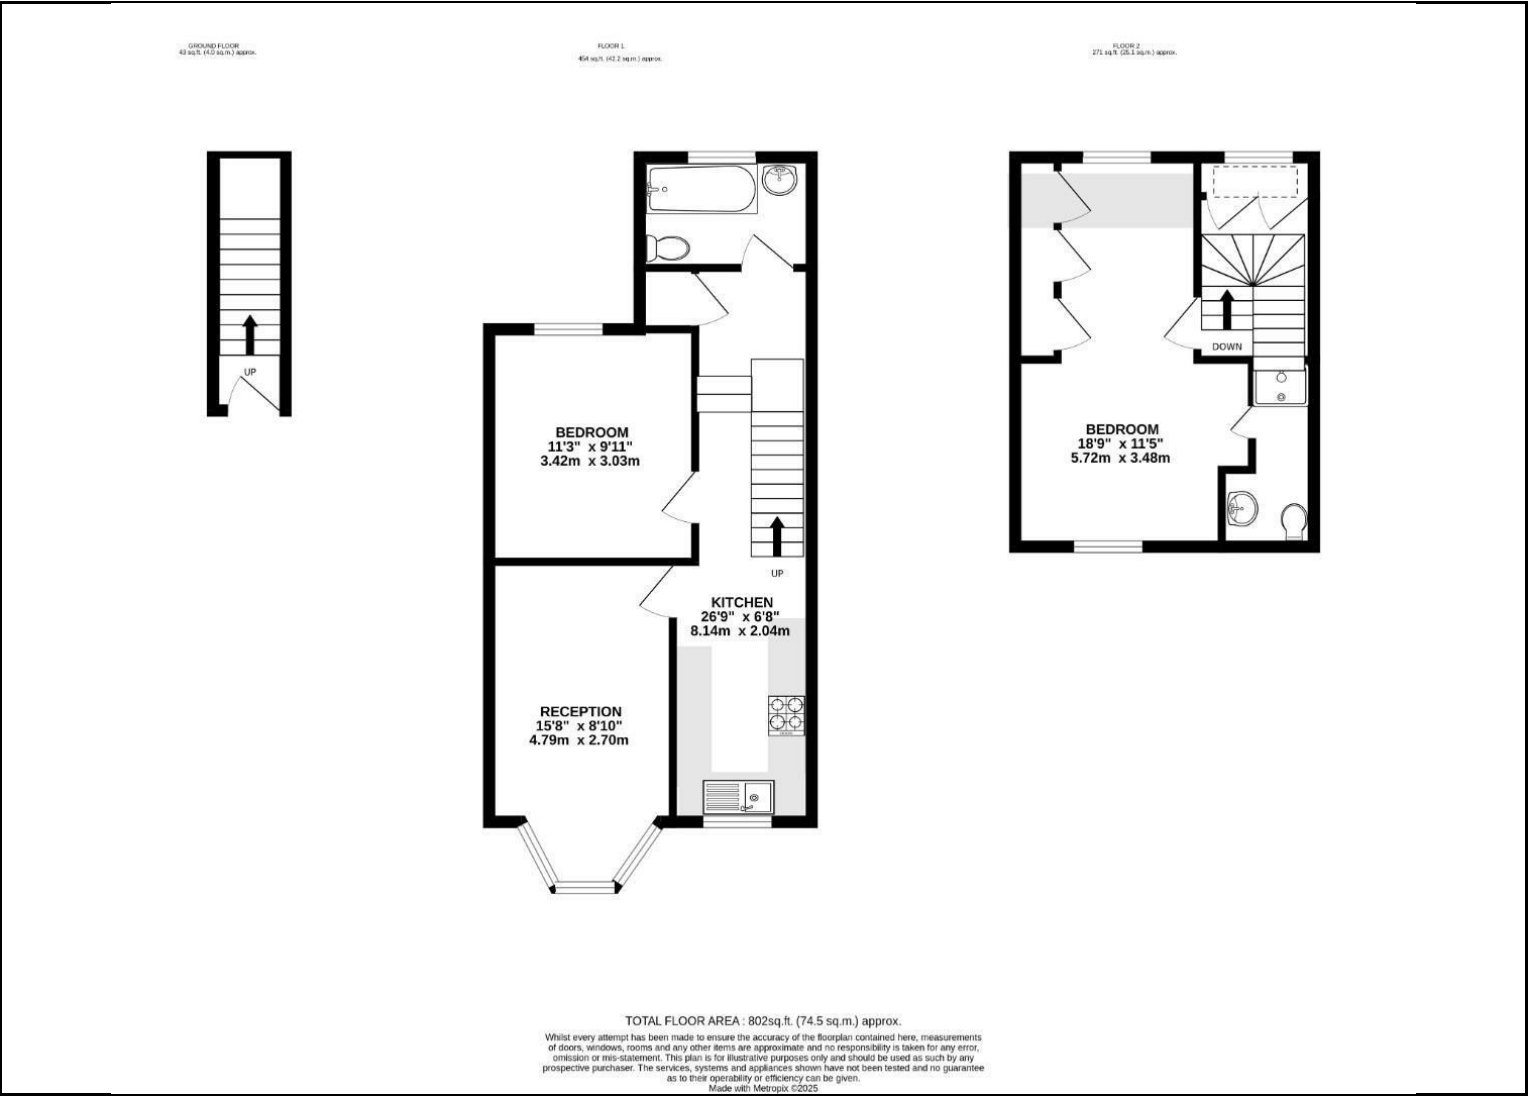 GROUND FLOOR
43 sq.ft. (4.0 sq.m.) approx.
FLOOR 1
454 sq.ft. (42.2 sq.m.) approx.
FLOOR 2
271 sq.ft. (25.1 sq.m.) approx.
UP
BEDROOM
11'3" x 9'11"
3.42m x 3.03m
UP
KITCHEN
26'9" x 6'8"
8.14m x 2.04m
RECEPTION
15'8" x 8'10"
4.79m x 2.70m
DOWN
BEDROOM
18'9" x 11'5"
5.72m x 3.48m
TOTAL FLOOR AREA : 802sq.ft. (74.5 sq.m.) approx.
Whilst every attempt has been made to ensure the accuracy of the floorplan contained here, measurements
of doors, windows, rooms and any other items are approximate and no responsibility is taken for any error,
omission or mis-statement. This plan is for illustrative purposes only and should be used as such by any
prospective purchaser. The services, systems and appliances shown have not been tested and no guarantee
as to their operability or efficiency can be given.
Made with Metropix ©2025